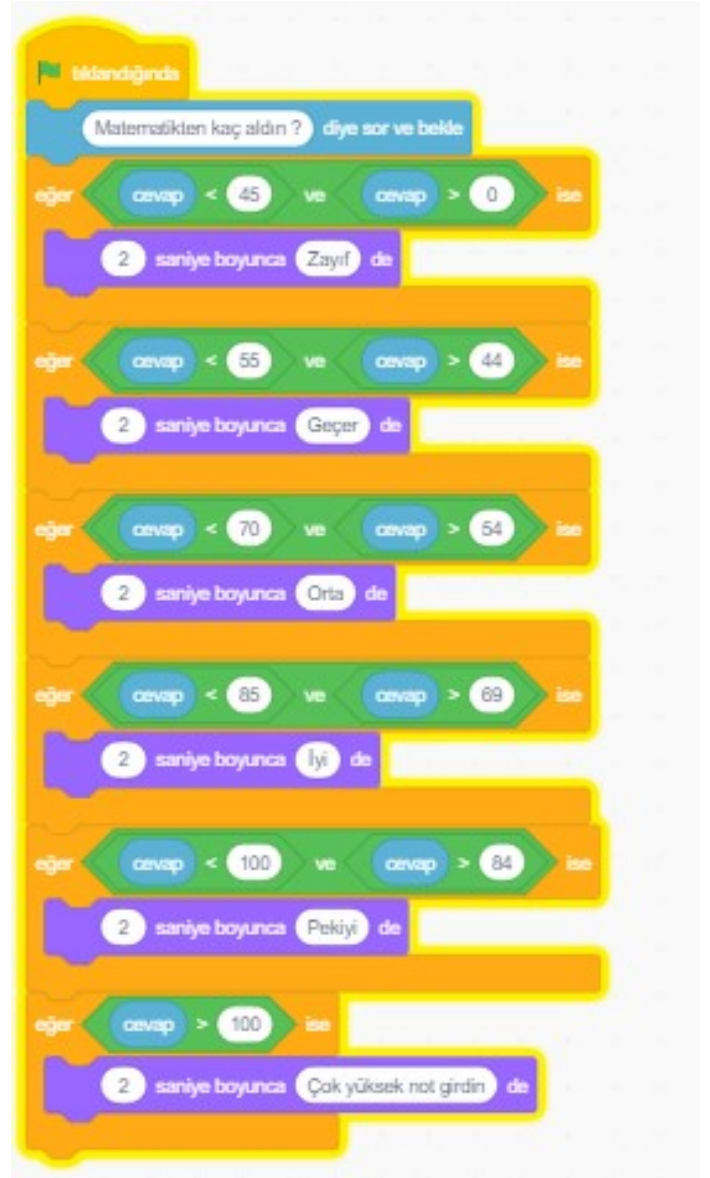 tıklandığında
Matematikten kaç aldın ? diye sor ve bekle
eğer cevap < 45 ve cevap > 0 ise
2 saniye boyunca Zayıf de
eğer cevap < 55 ve cevap > 44 ise
2 saniye boyunca Geçer de
eğer cevap < 70 ve cevap > 54 ise
2 saniye boyunca Orta de
eğer cevap < 85 ve cevap > 69 ise
2 saniye boyunca İyi de
eğer cevap < 100 ve cevap > 84 ise
2 saniye boyunca Pekiyi de
eğer cevap > 100 ise
2 saniye boyunca Çok yüksek not girdin de